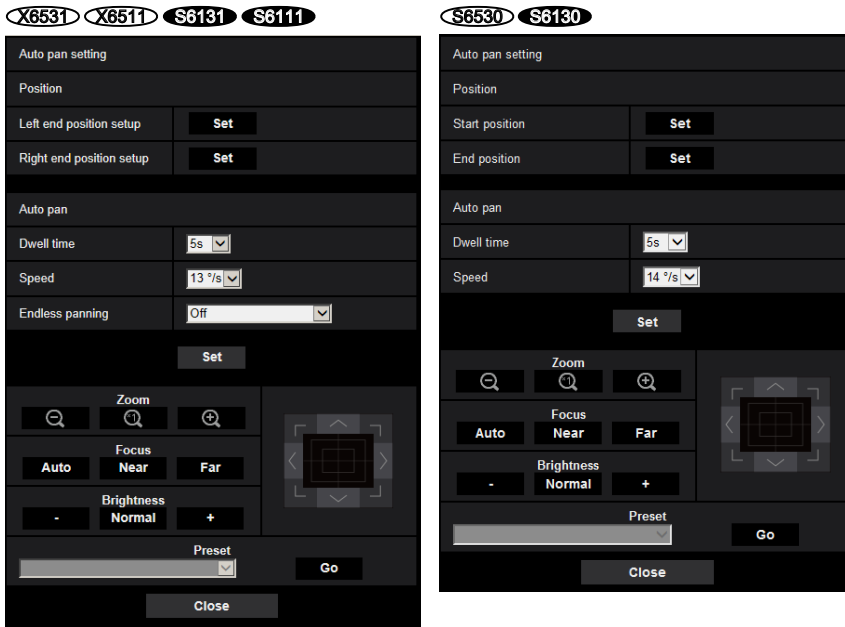 X6531 X6511 S6131 S6111
Auto pan setting
Position
Left end position setup Set
Right end position setup Set
Auto pan
Dwell time 5s
Speed 13 °/s
Endless panning Off
Set
Zoom
×1
Focus
Auto Near Far
Brightness
- Normal +
Preset
Go
Close
S6530 S6130
Auto pan setting
Position
Start position Set
End position Set
Auto pan
Dwell time 5s
Speed 14 °/s
Set
Zoom
×1
Focus
Auto Near Far
Brightness
- Normal +
Preset
Go
Close